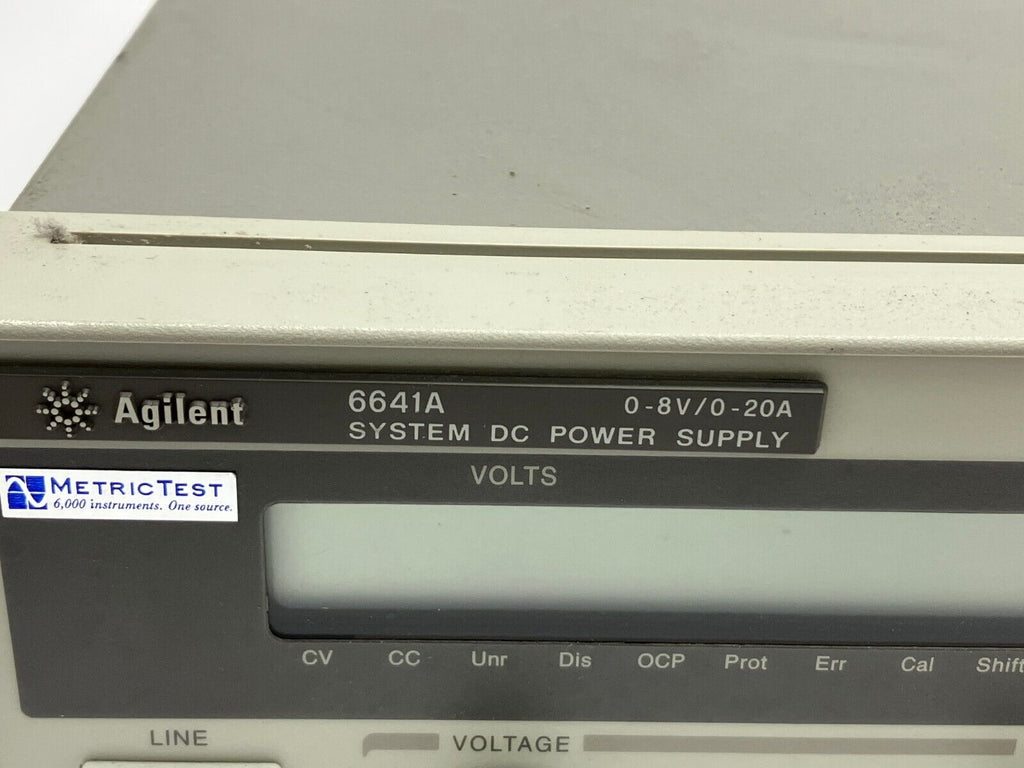 Agilent
6641A
0-8V/0-20A
SYSTEM DC POWER SUPPLY
VOLTS
METRICTEST
6,000 instruments. One source.
CV CC Unr Dis OCP Prot Err Cal Shift
LINE
VOLTAGE